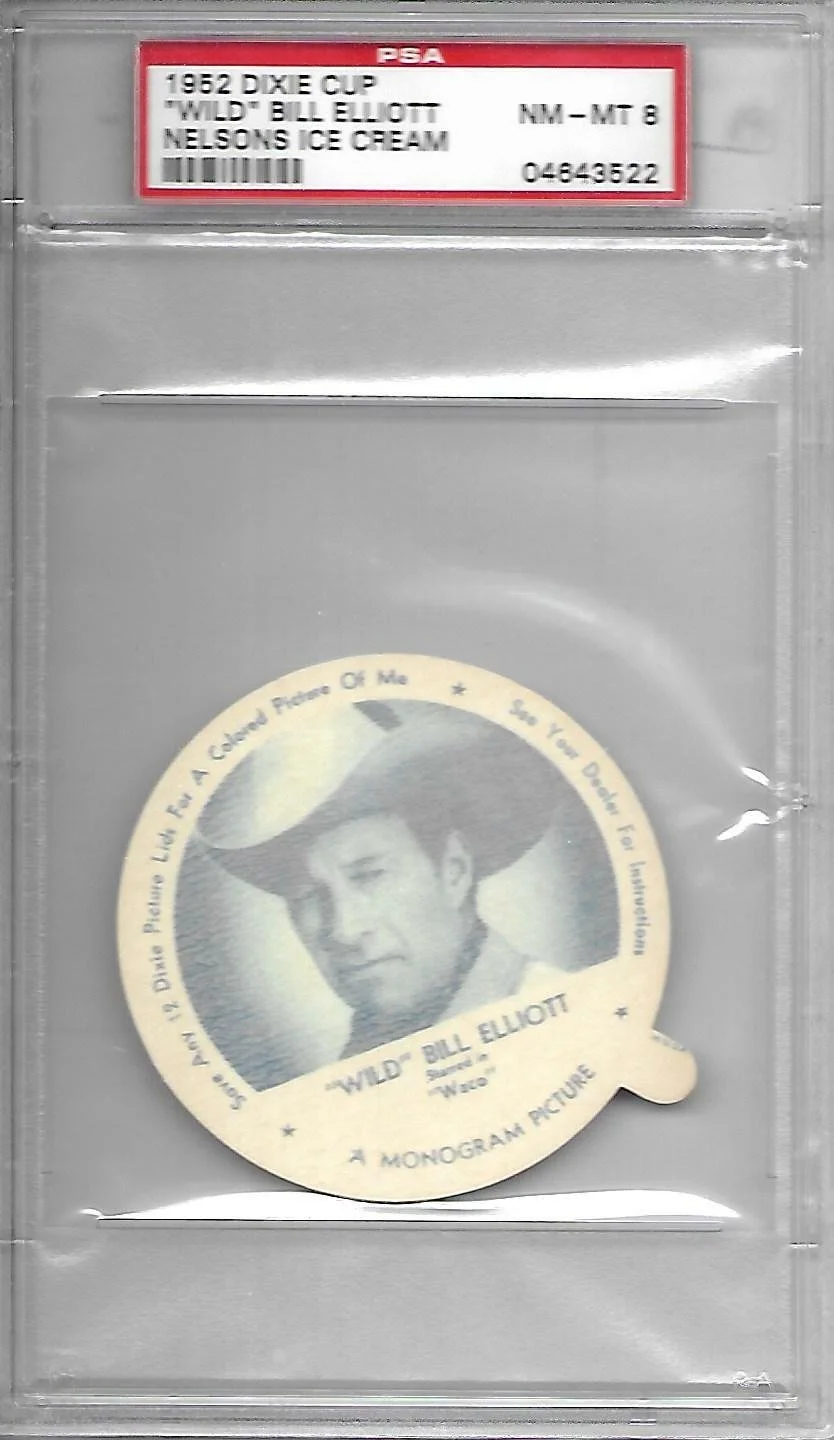 PSA
1952 DIXIE CUP
"WILD" BILL ELLIOTT
NM-MT 8
NELSONS ICE CREAM
04643522
Save Any 12 Dixie Picture Lids For A Colored Picture Of Me ★ See Your Dealer For Instructions
"WILD" BILL ELLIOTT
Starred in
"Waco"
★ A MONOGRAM PICTURE ★
PSA